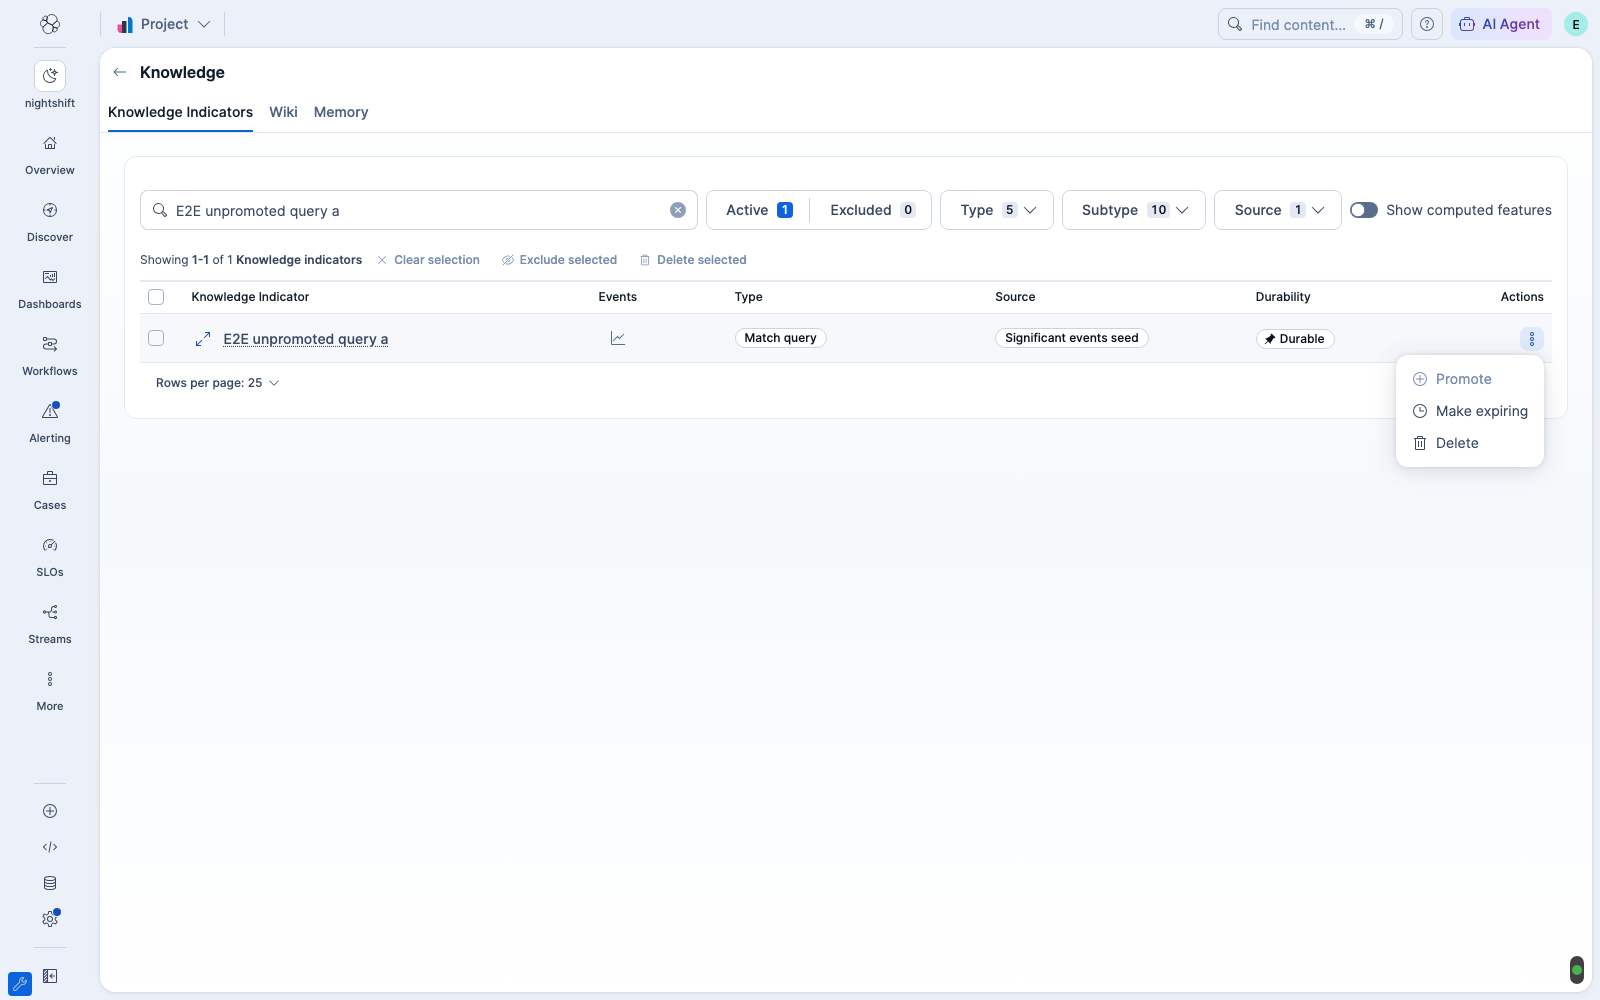 Project
Find content...
⌘ /
AI Agent
E
nightshift
Overview
Discover
Dashboards
Workflows
Alerting
Cases
SLOs
Streams
More
Knowledge
Knowledge Indicators
Wiki
Memory
E2E unpromoted query a
Active 1
Excluded 0
Type 5
Subtype 10
Source 1
Show computed features
Showing 1-1 of 1 Knowledge indicators
Clear selection
Exclude selected
Delete selected
Knowledge Indicator
Events
Type
Source
Durability
Actions
E2E unpromoted query a
Match query
Significant events seed
Durable
Rows per page: 25
Promote
Make expiring
Delete